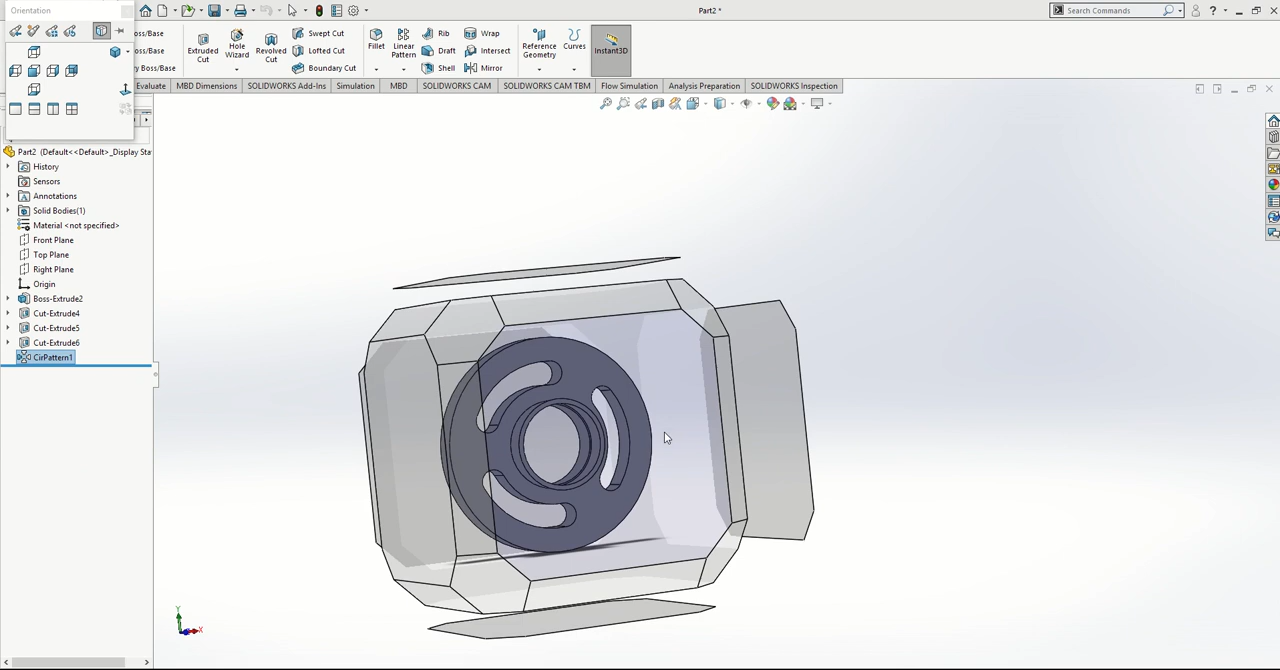 Orientation
Part2 *
Search Commands
oss/Base
oss/Base
ry Boss/Base
Extruded Cut
Hole Wizard
Revolved Cut
Swept Cut
Lofted Cut
Boundary Cut
Fillet
Linear Pattern
Rib
Draft
Shell
Wrap
Intersect
Mirror
Reference Geometry
Curves
Instant3D
Evaluate
MBD Dimensions
SOLIDWORKS Add-Ins
Simulation
MBD
SOLIDWORKS CAM
SOLIDWORKS CAM TBM
Flow Simulation
Analysis Preparation
SOLIDWORKS Inspection
Part2 (Default<<Default>_Display Sta
History
Sensors
Annotations
Solid Bodies(1)
Material <not specified>
Front Plane
Top Plane
Right Plane
Origin
Boss-Extrude2
Cut-Extrude4
Cut-Extrude5
Cut-Extrude6
CirPattern1
Y
X